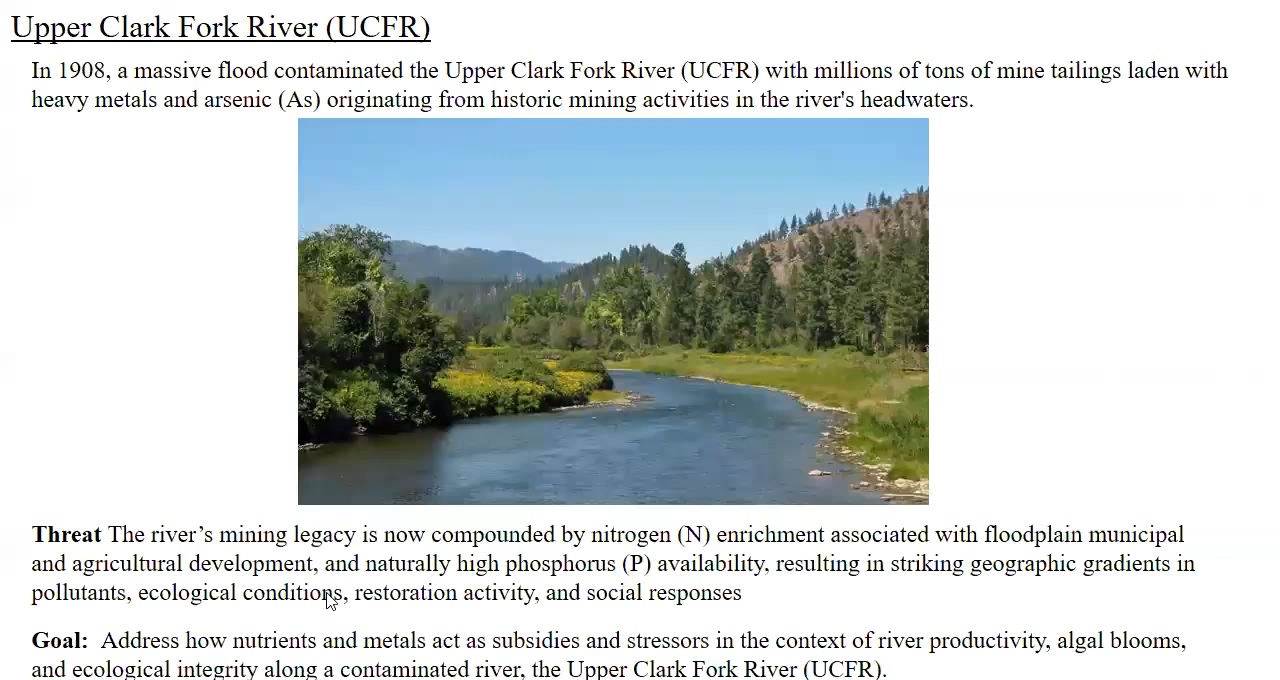 Upper Clark Fork River (UCFR)
In 1908, a massive flood contaminated the Upper Clark Fork River (UCFR) with millions of tons of mine tailings laden with
heavy metals and arsenic (As) originating from historic mining activities in the river's headwaters.
Threat The river’s mining legacy is now compounded by nitrogen (N) enrichment associated with floodplain municipal
and agricultural development, and naturally high phosphorus (P) availability, resulting in striking geographic gradients in
pollutants, ecological conditions, restoration activity, and social responses
Goal: Address how nutrients and metals act as subsidies and stressors in the context of river productivity, algal blooms,
and ecological integrity along a contaminated river, the Upper Clark Fork River (UCFR).